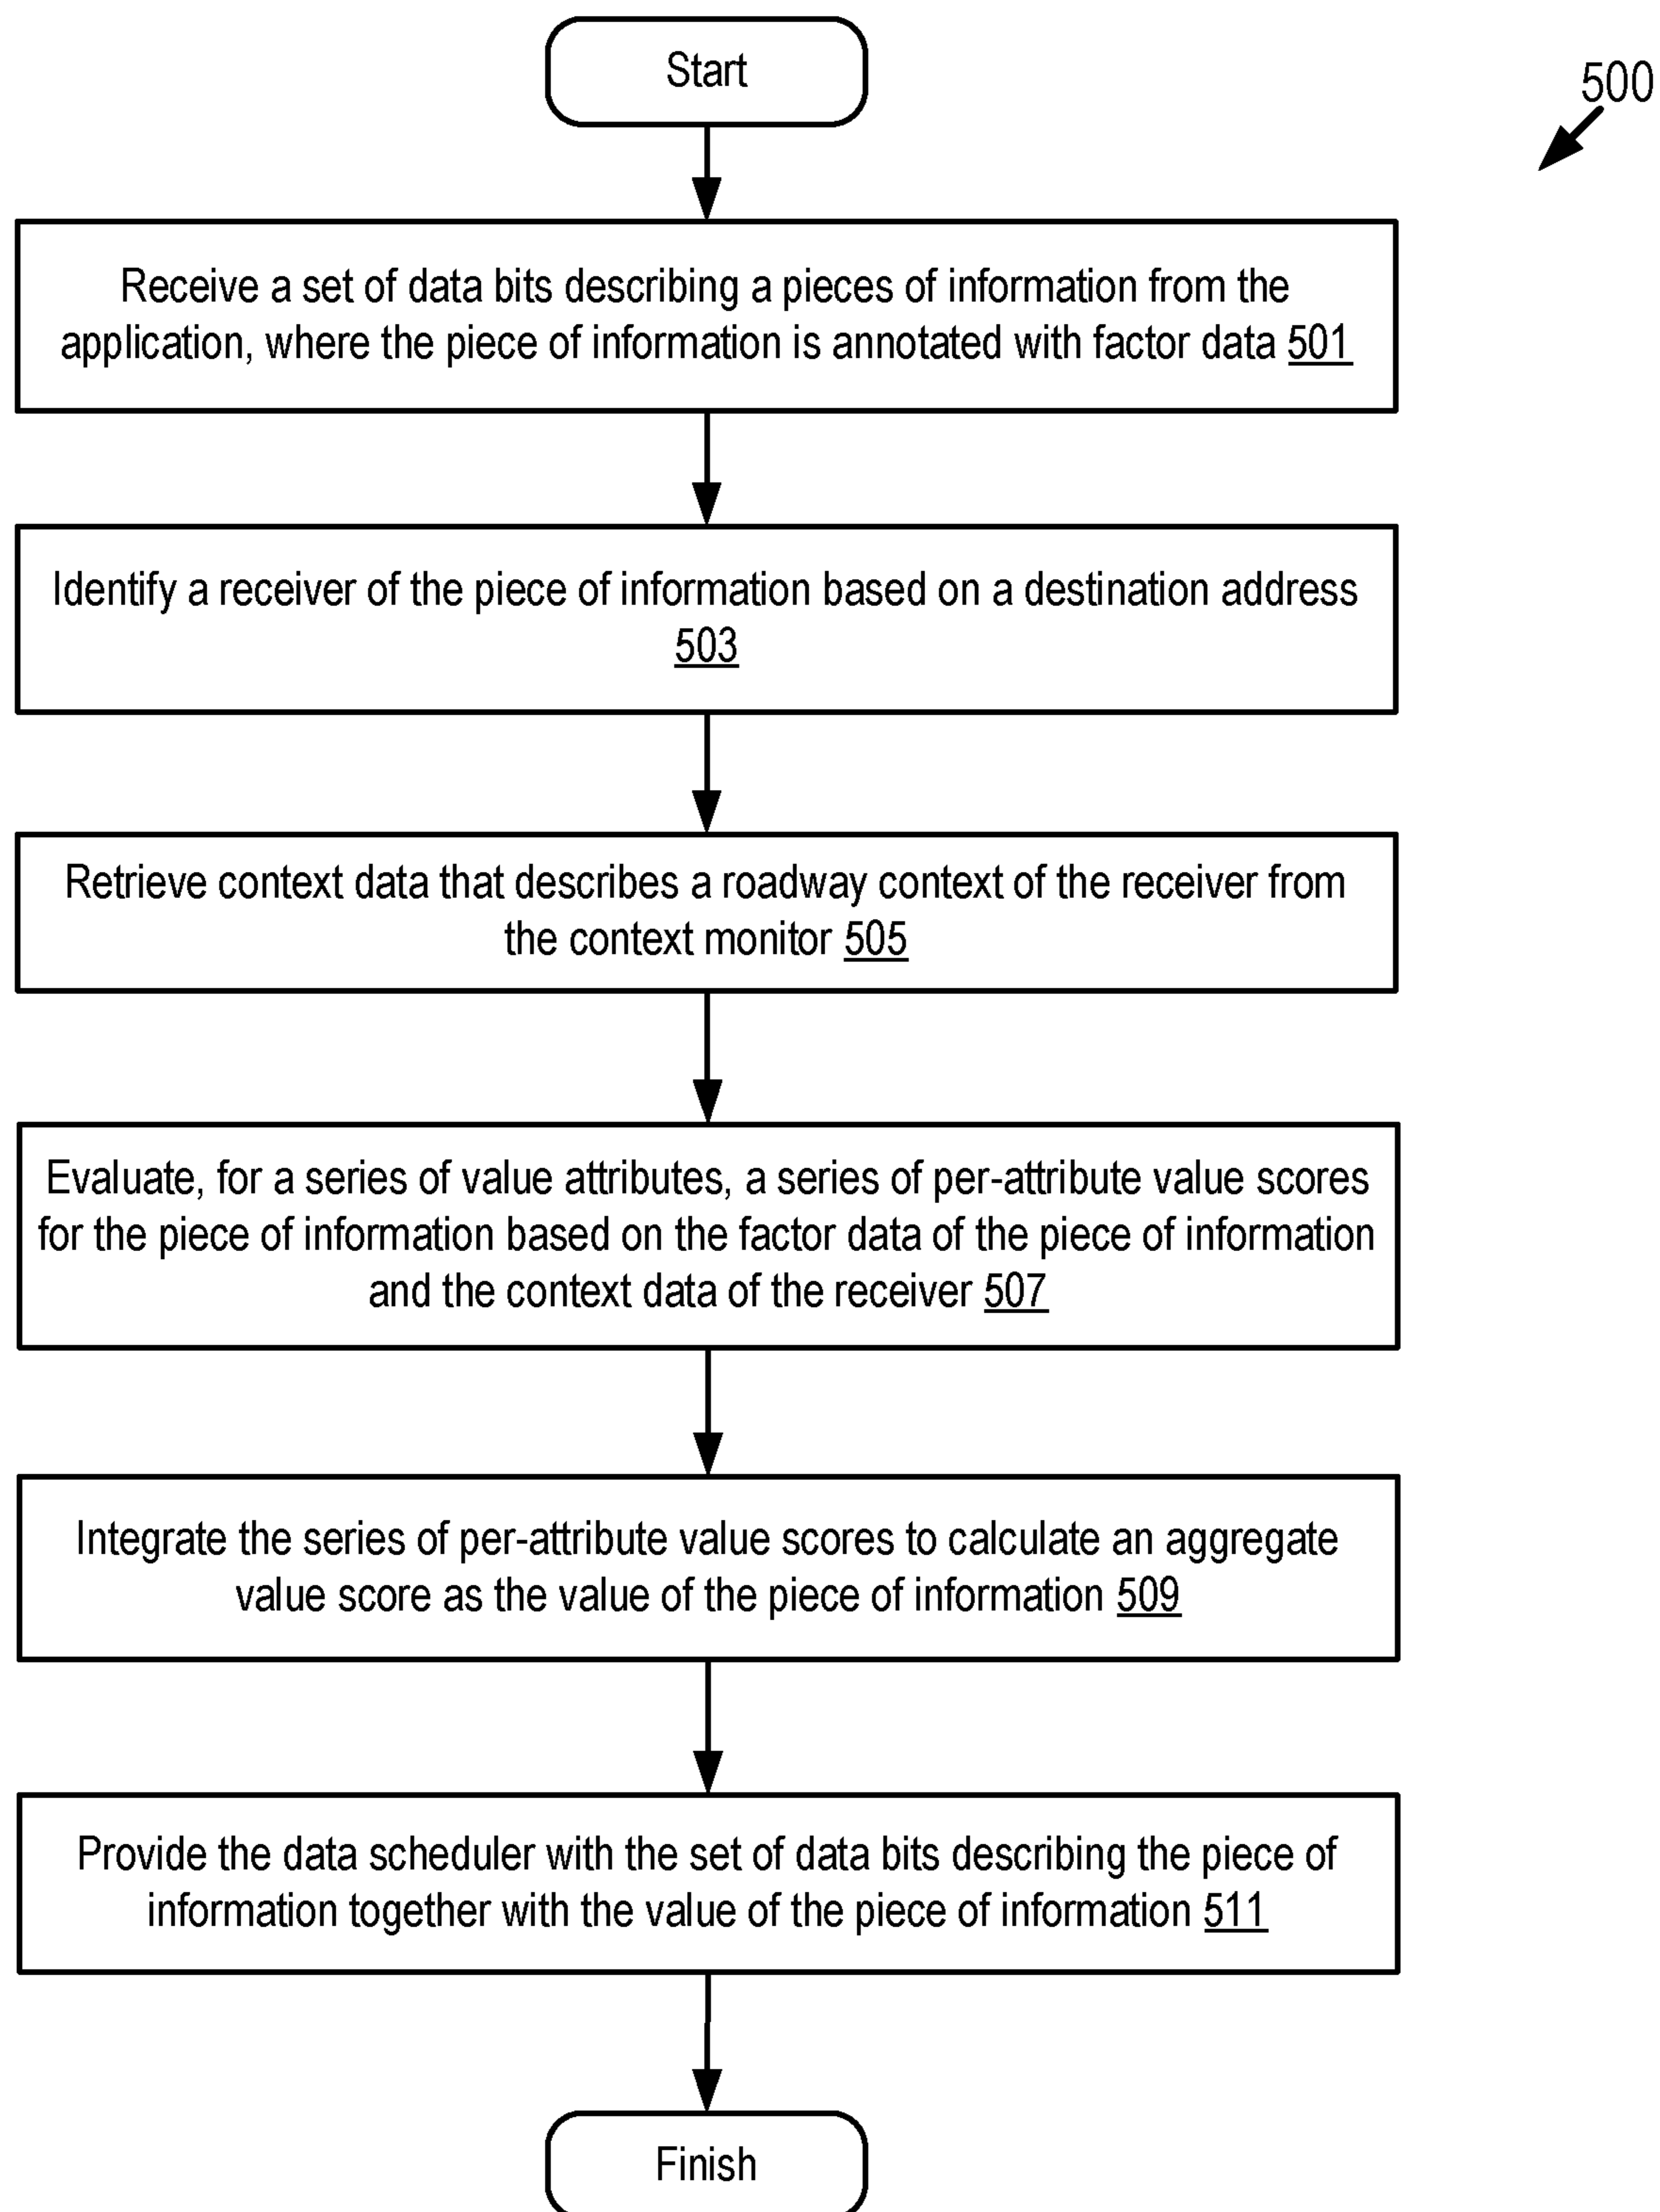 Start
500
Receive a set of data bits describing a pieces of information from the
application, where the piece of information is annotated with factor data 501
Identify a receiver of the piece of information based on a destination address
503
Retrieve context data that describes a roadway context of the receiver from
the context monitor 505
Evaluate, for a series of value attributes, a series of per-attribute value scores
for the piece of information based on the factor data of the piece of information
and the context data of the receiver 507
Integrate the series of per-attribute value scores to calculate an aggregate
value score as the value of the piece of information 509
Provide the data scheduler with the set of data bits describing the piece of
information together with the value of the piece of information 511
Finish